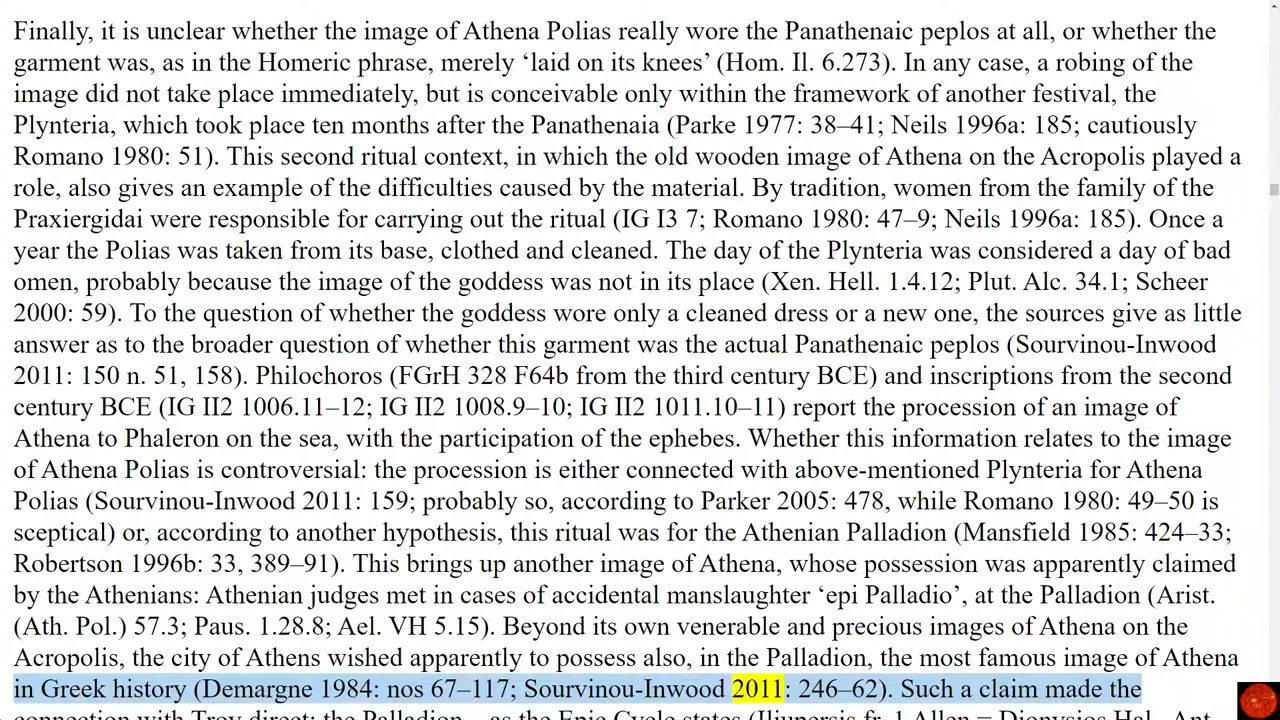 Finally, it is unclear whether the image of Athena Polias really wore the Panathenaic peplos at all, or whether the
garment was, as in the Homeric phrase, merely ‘laid on its knees’ (Hom. Il. 6.273). In any case, a robing of the
image did not take place immediately, but is conceivable only within the framework of another festival, the
Plynteria, which took place ten months after the Panathenaia (Parke 1977: 38–41; Neils 1996a: 185; cautiously
Romano 1980: 51). This second ritual context, in which the old wooden image of Athena on the Acropolis played a
role, also gives an example of the difficulties caused by the material. By tradition, women from the family of the
Praxiergidai were responsible for carrying out the ritual (IG I3 7; Romano 1980: 47–9; Neils 1996a: 185). Once a
year the Polias was taken from its base, clothed and cleaned. The day of the Plynteria was considered a day of bad
omen, probably because the image of the goddess was not in its place (Xen. Hell. 1.4.12; Plut. Alc. 34.1; Scheer
2000: 59). To the question of whether the goddess wore only a cleaned dress or a new one, the sources give as little
answer as to the broader question of whether this garment was the actual Panathenaic peplos (Sourvinou-Inwood
2011: 150 n. 51, 158). Philochoros (FGrH 328 F64b from the third century BCE) and inscriptions from the second
century BCE (IG II2 1006.11–12; IG II2 1008.9–10; IG II2 1011.10–11) report the procession of an image of
Athena to Phaleron on the sea, with the participation of the ephebes. Whether this information relates to the image
of Athena Polias is controversial: the procession is either connected with above-mentioned Plynteria for Athena
Polias (Sourvinou-Inwood 2011: 159; probably so, according to Parker 2005: 478, while Romano 1980: 49–50 is
sceptical) or, according to another hypothesis, this ritual was for the Athenian Palladion (Mansfield 1985: 424–33;
Robertson 1996b: 33, 389–91). This brings up another image of Athena, whose possession was apparently claimed
by the Athenians: Athenian judges met in cases of accidental manslaughter ‘epi Palladio’, at the Palladion (Arist.
(Ath. Pol.) 57.3; Paus. 1.28.8; Ael. VH 5.15). Beyond its own venerable and precious images of Athena on the
Acropolis, the city of Athens wished apparently to possess also, in the Palladion, the most famous image of Athena
in Greek history (Demargne 1984: nos 67–117; Sourvinou-Inwood 2011: 246–62). Such a claim made the
connection with Troy direct: the Palladion – as the Epic Cycle states (Iliupersis fr. 1 Allen = Dionysios Hal. Ant.